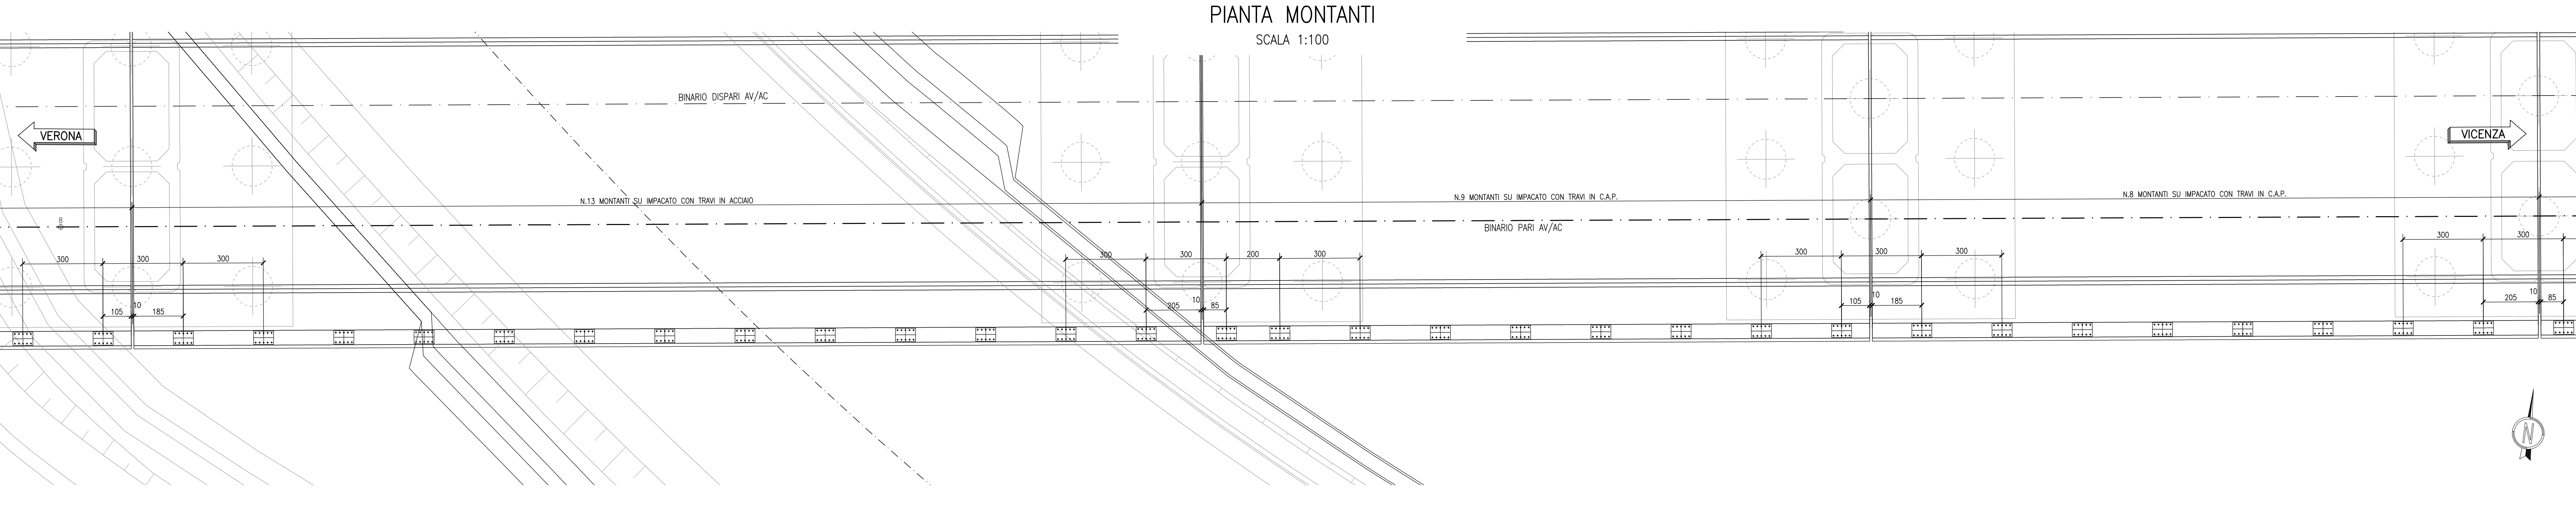 PIANTA MONTANTI
SCALA 1:100
BINARIO DISPARI AV/AC
VERONA
VICENZA
N.13 MONTANTI SU IMPACATO CON TRAVI IN ACCIAIO
N.9 MONTANTI SU IMPACATO CON TRAVI IN C.A.P.
N.8 MONTANTI SU IMPACATO CON TRAVI IN C.A.P.
BINARIO PARI AV/AC
300 300 300
300 300 200 300
300 300 300
300 300
105 10 185
205 10 85
105 10 185
205 10 85
N